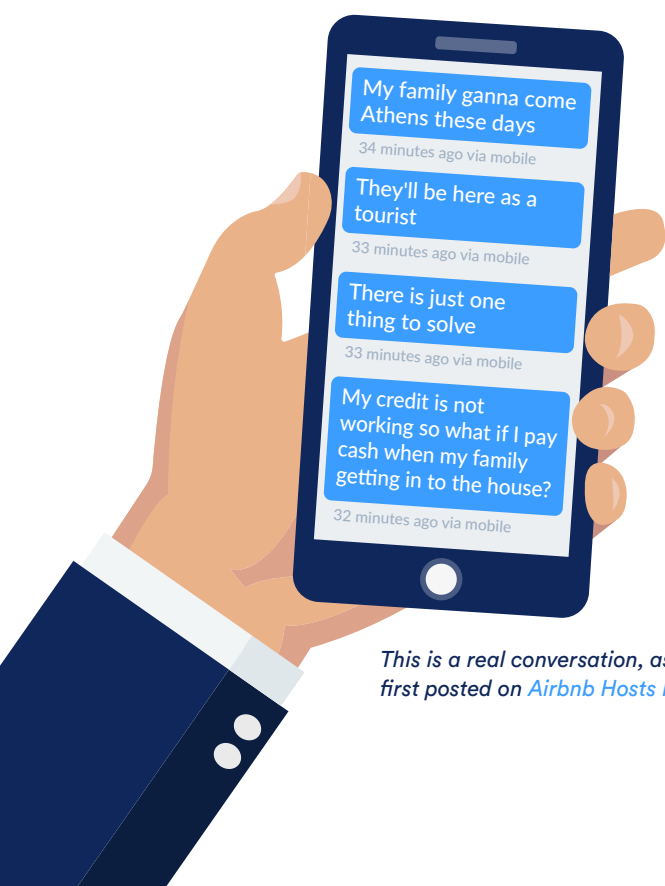 My family ganna come
Athens these days
34 minutes ago via mobile
They'll be here as a
tourist
33 minutes ago via mobile
There is just one
thing to solve
33 minutes ago via mobile
My credit is not
working so what if I pay
cash when my family
getting in to the house?
32 minutes ago via mobile
This is a real conversation, as
first posted on Airbnb Hosts